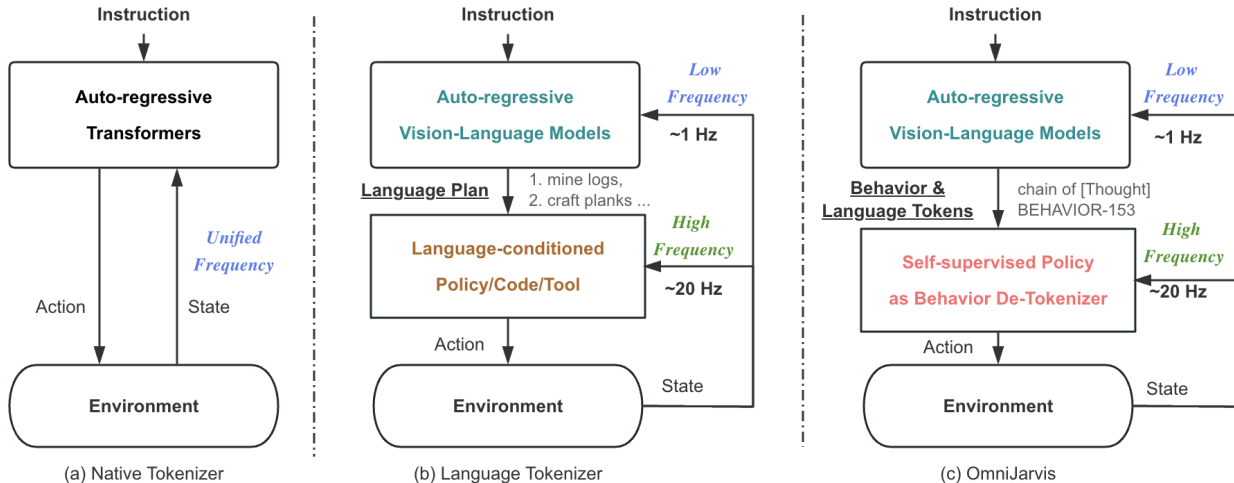 Instruction
Auto-regressive
Transformers
Unified
Frequency
Action
State
Environment
(a) Native Tokenizer
Instruction
Auto-regressive
Vision-Language Models
Low
Frequency
~1 Hz
Language Plan
1. mine logs,
2. craft planks ...
High
Frequency
Language-conditioned
Policy/Code/Tool
~20 Hz
Action
State
Environment
(b) Language Tokenizer
Instruction
Auto-regressive
Vision-Language Models
Low
Frequency
~1 Hz
Behavior &
Language Tokens
chain of [Thought]
BEHAVIOR-153
High
Frequency
Self-supervised Policy
as Behavior De-Tokenizer
~20 Hz
Action
State
Environment
(c) OmniJarvis